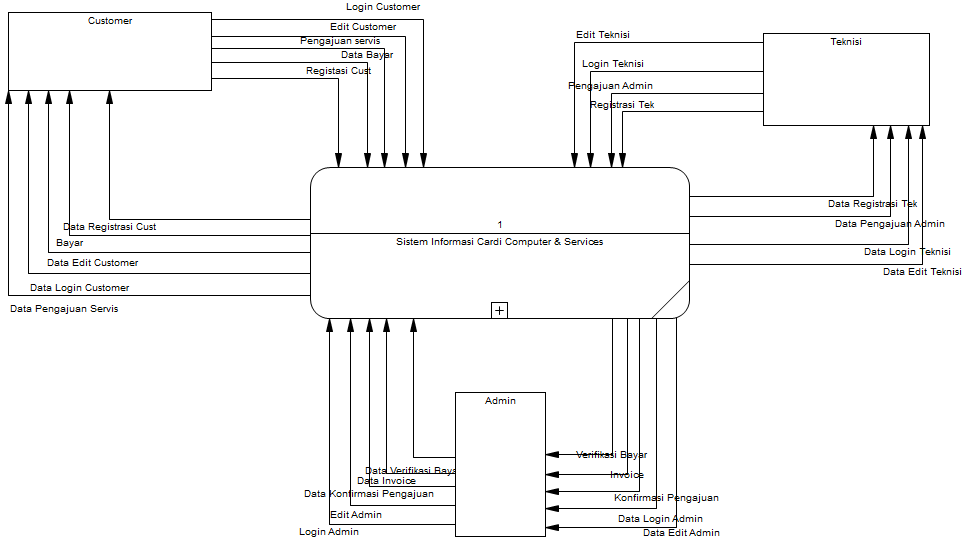 Login Customer
Customer
Edit Customer
Pengajuan servis
Data Bayar
Registasi Cust
Edit Teknisi
Teknisi
Login Teknisi
Pengajuan Admin
Registrasi Tek
Data Registrasi Tek
1
Data Registrasi Cust
Data Pengajuan Admin
Bayar
Sistem Informasi Cardi Computer & Services
Data Login Teknisi
Data Edit Customer
Data Edit Teknisi
Data Login Customer
Data Pengajuan Servis
Admin
Verifikasi Bayar
Data Verifikasi Baya
Invoice
Data Invoice
Data Konfirmasi Pengajuan
Konfirmasi Pengajuan
Edit Admin
Data Login Admin
Login Admin
Data Edit Admin